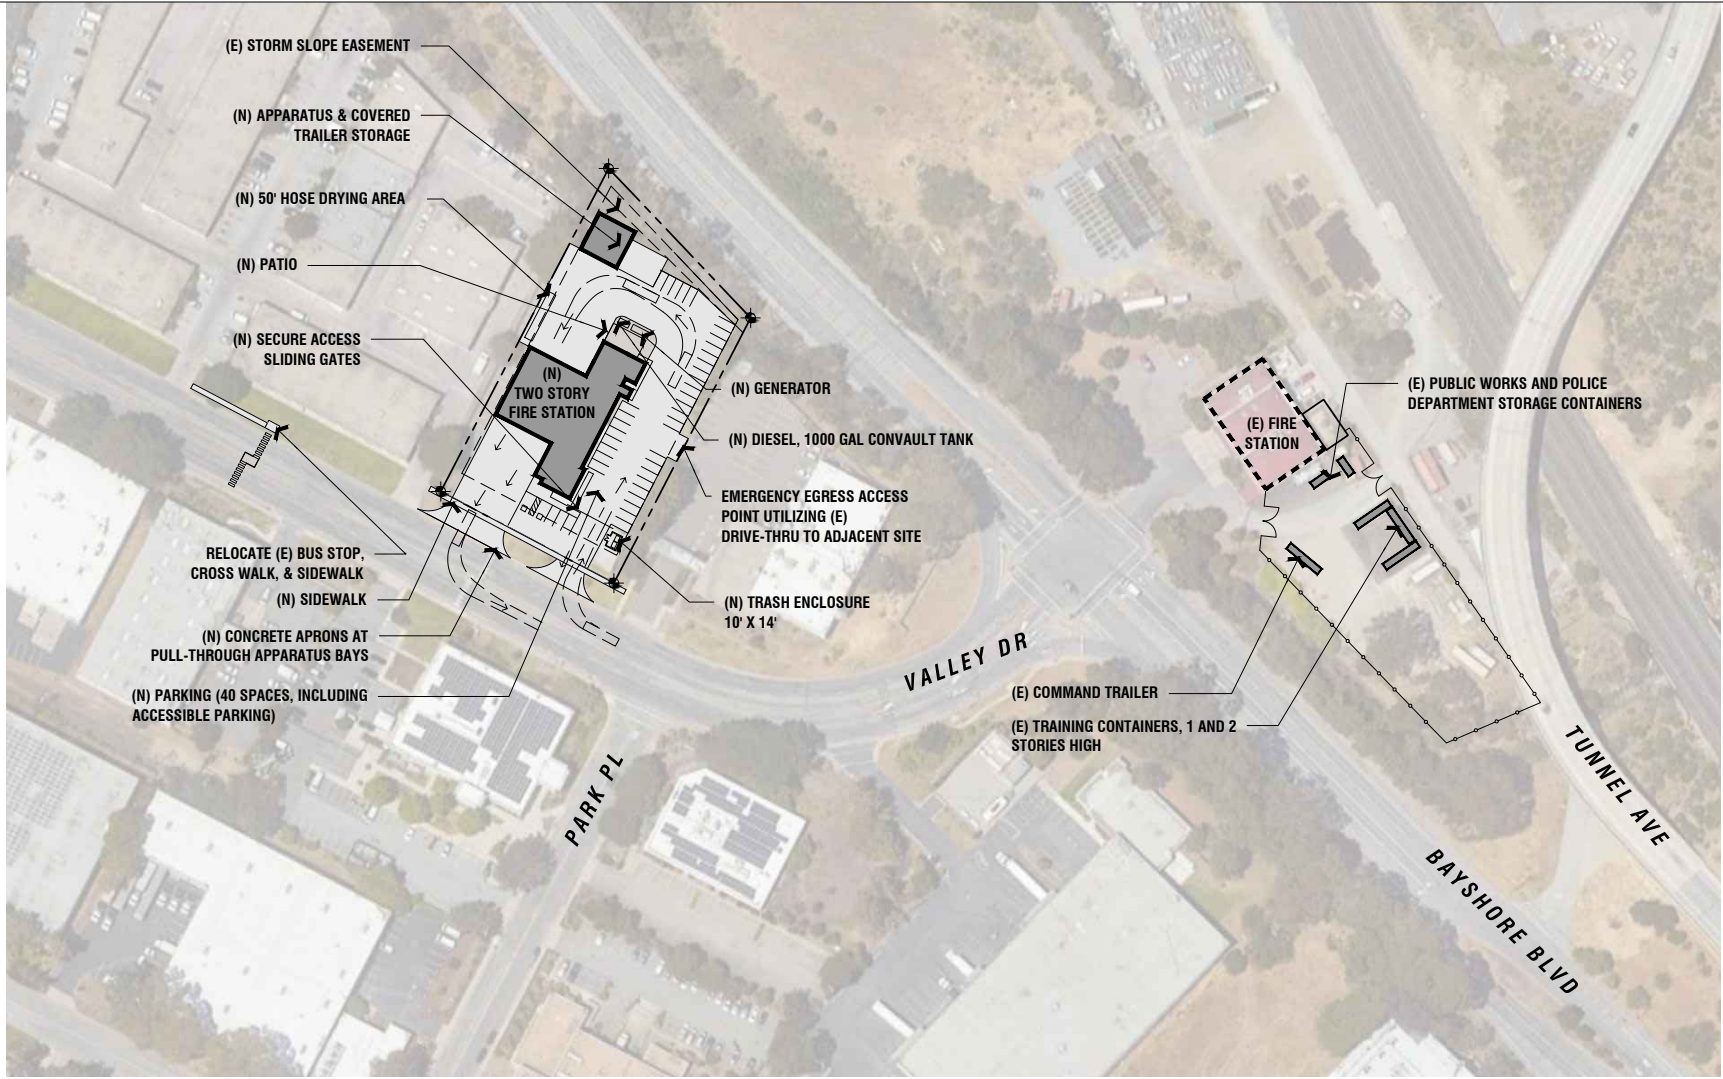 (E) STORM SLOPE EASEMENT
(N) APPARATUS & COVERED
TRAILER STORAGE
(N) 50' HOSE DRYING AREA
(N) PATIO
(N) SECURE ACCESS
SLIDING GATES
(N)
TWO STORY
FIRE STATION
(N) GENERATOR
(N) DIESEL, 1000 GAL CONVAULT TANK
EMERGENCY EGRESS ACCESS
POINT UTILIZING (E)
DRIVE-THRU TO ADJACENT SITE
(N) TRASH ENCLOSURE
10' X 14'
RELOCATE (E) BUS STOP,
CROSS WALK, & SIDEWALK
(N) SIDEWALK
(N) CONCRETE APRONS AT
PULL-THROUGH APPARATUS BAYS
(N) PARKING (40 SPACES, INCLUDING
ACCESSIBLE PARKING)
(E) FIRE
STATION
(E) PUBLIC WORKS AND POLICE
DEPARTMENT STORAGE CONTAINERS
(E) COMMAND TRAILER
(E) TRAINING CONTAINERS, 1 AND 2
STORIES HIGH
VALLEY DR
PARK PL
TUNNEL AVE
BAYSHORE BLVD